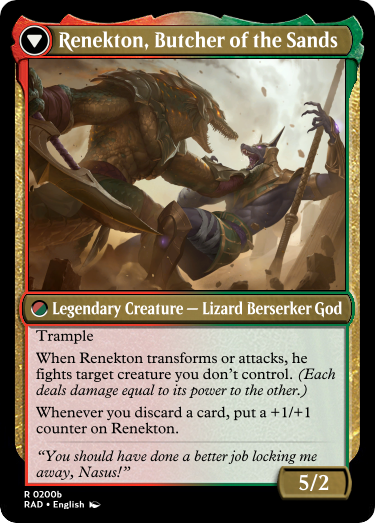 Renekton, Butcher of the Sands
Legendary Creature — Lizard Berserker God
Trample
When Renekton transforms or attacks, he
fights target creature you don't control. (Each
deals damage equal to its power to the other.)
Whenever you discard a card, put a +1/+1
counter on Renekton.
"You should have done a better job locking me
away, Nasus!"
5/2
R 0200b
RAD • English